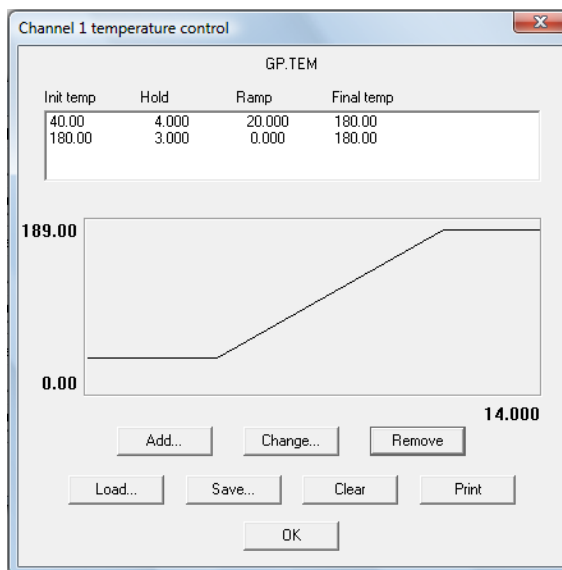 Channel 1 temperature control
GP.TEM
Init temp Hold Ramp Final temp
40.00 4.000 20.000 180.00
180.00 3.000 0.000 180.00
189.00
0.00
14.000
Add... Change... Remove
Load... Save... Clear Print
OK